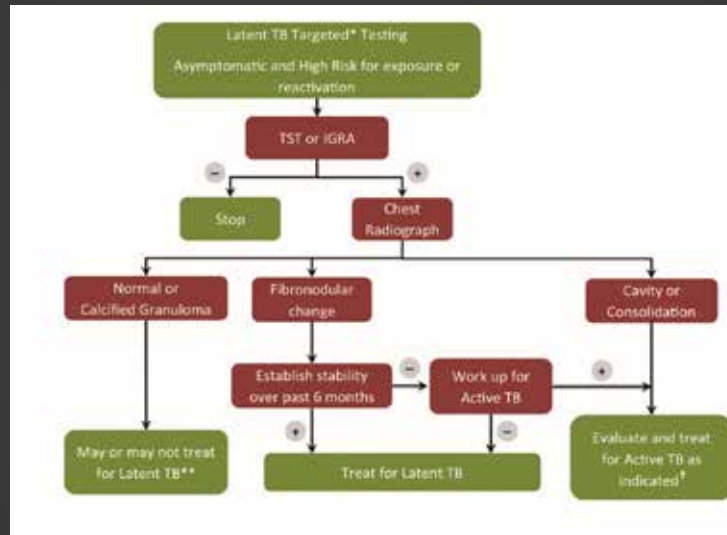 Latent TB Targeted* Testing
Asymptomatic and High Risk for exposure or
reactivation
TST or IGRA
−
+
Stop
Chest
Radiograph
Normal or
Calcified Granuloma
Fibronodular
change
Cavity or
Consolidation
Establish stability
over past 6 months
−
Work up for
Active TB
+
+
−
May or may not treat
for Latent TB**
Treat for Latent TB
Evaluate and treat
for Active TB as
indicated†